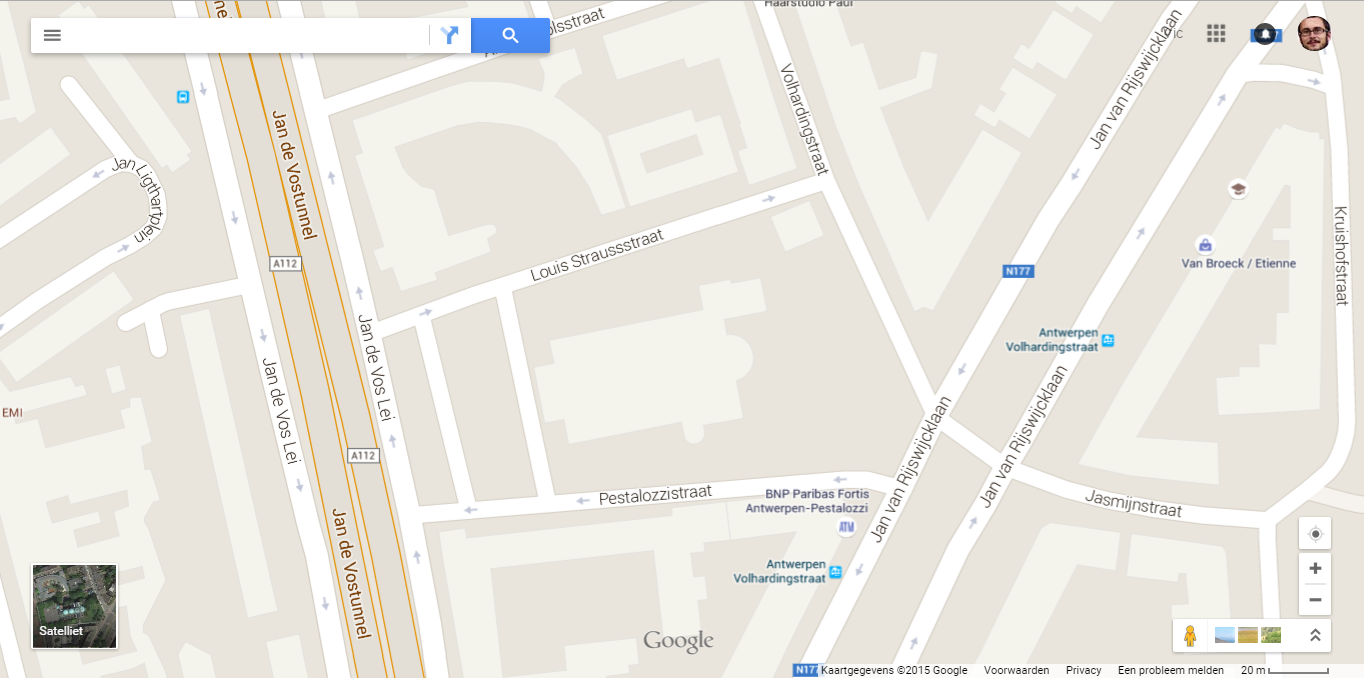 Haarstudio Paul
Jan de Vostunnel
Volhardingstraat
Jan van Rijswijcklaan
Jan Ligthartplein
Louis Straussstraat
Kruishofstraat
A112
N177
Van Broeck / Etienne
Antwerpen
Volhardingstraat
Jan de Vos Lei
Jan de Vos Lei
EMI
A112
Jan van Rijswijcklaan
Jan van Rijswijcklaan
Pestalozzistraat
BNP Paribas Fortis
Antwerpen-Pestalozzi
ATM
Jasmijnstraat
Jan de Vostunnel
Antwerpen
Volhardingstraat
Satelliet
Google
N177
Kaartgegevens ©2015 Google Voorwaarden Privacy Een probleem melden 20 m